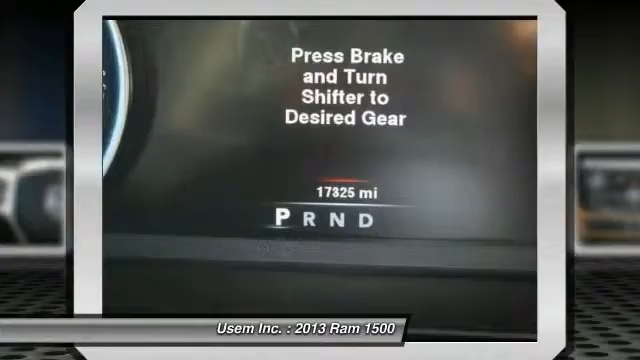 Press Brake
and Turn
Shifter to
Desired Gear
17325 mi
P R N D
Usem Inc. : 2013 Ram 1500